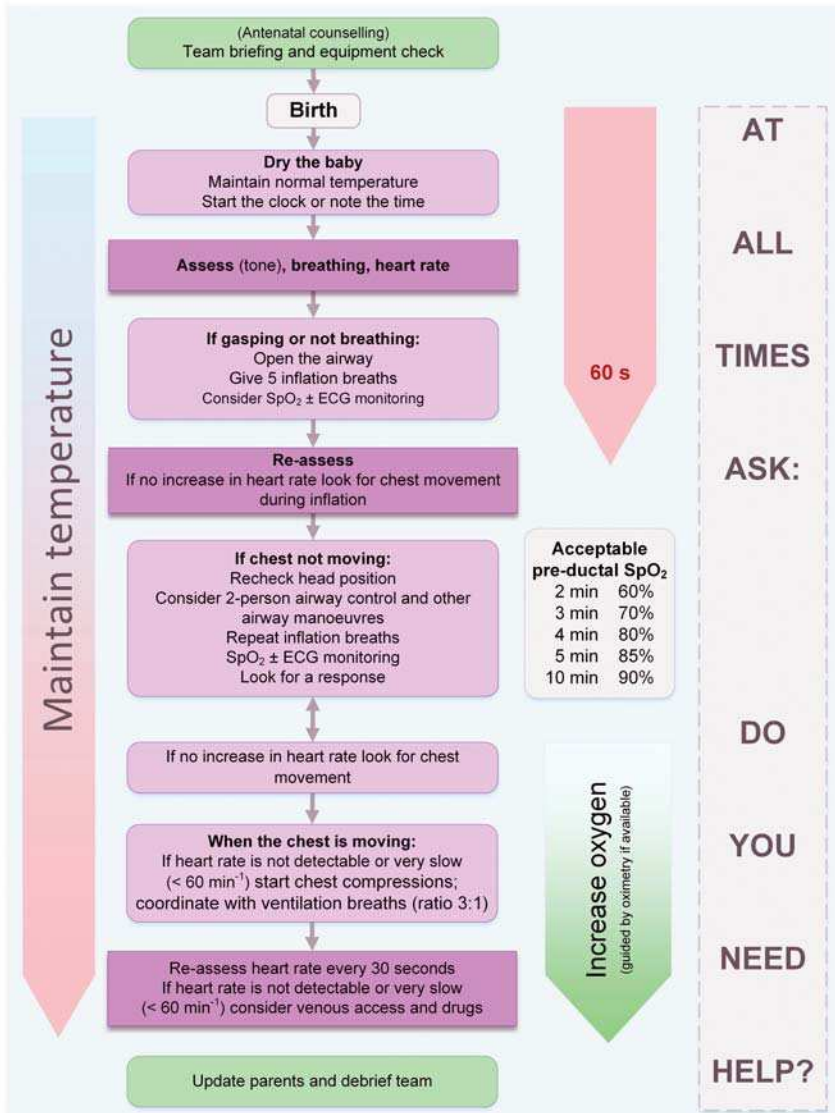 (Antenatal counselling)
Team briefing and equipment check
Birth
Dry the baby
Maintain normal temperature
Start the clock or note the time
Assess (tone), breathing, heart rate
If gasping or not breathing:
Open the airway
Give 5 inflation breaths
Consider SpO₂ ± ECG monitoring
Re-assess
If no increase in heart rate look for chest movement
during inflation
If chest not moving:
Recheck head position
Consider 2-person airway control and other
airway manoeuvres
Repeat inflation breaths
SpO₂ ± ECG monitoring
Look for a response
If no increase in heart rate look for chest
movement
When the chest is moving:
If heart rate is not detectable or very slow
(< 60 min⁻¹) start chest compressions;
coordinate with ventilation breaths (ratio 3:1)
Re-assess heart rate every 30 seconds
If heart rate is not detectable or very slow
(< 60 min⁻¹) consider venous access and drugs
Update parents and debrief team
Maintain temperature
60 s
Acceptable
pre-ductal SpO₂
2 min 60%
3 min 70%
4 min 80%
5 min 85%
10 min 90%
Increase oxygen
(guided by oximetry if available)
AT
ALL
TIMES
ASK:
DO
YOU
NEED
HELP?